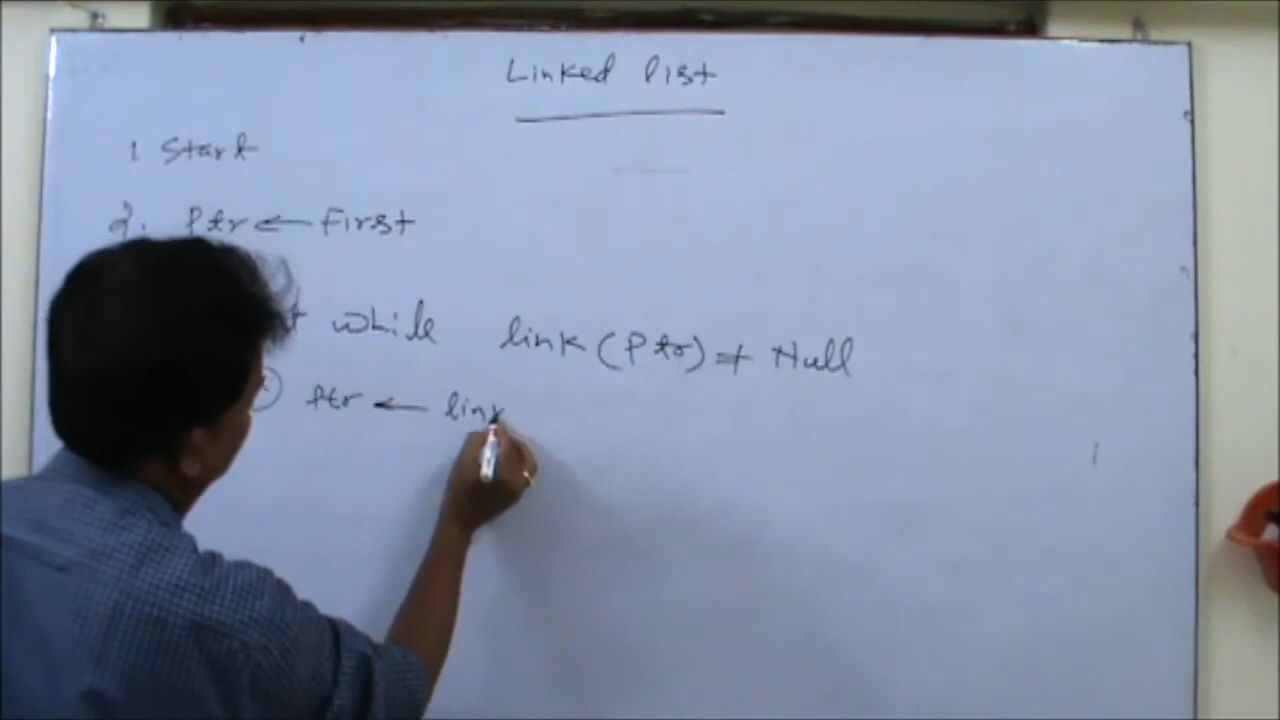 Linked list
1. Start
2. Ptr ← First
while link(Ptr) ≠ Null
Ptr ← link